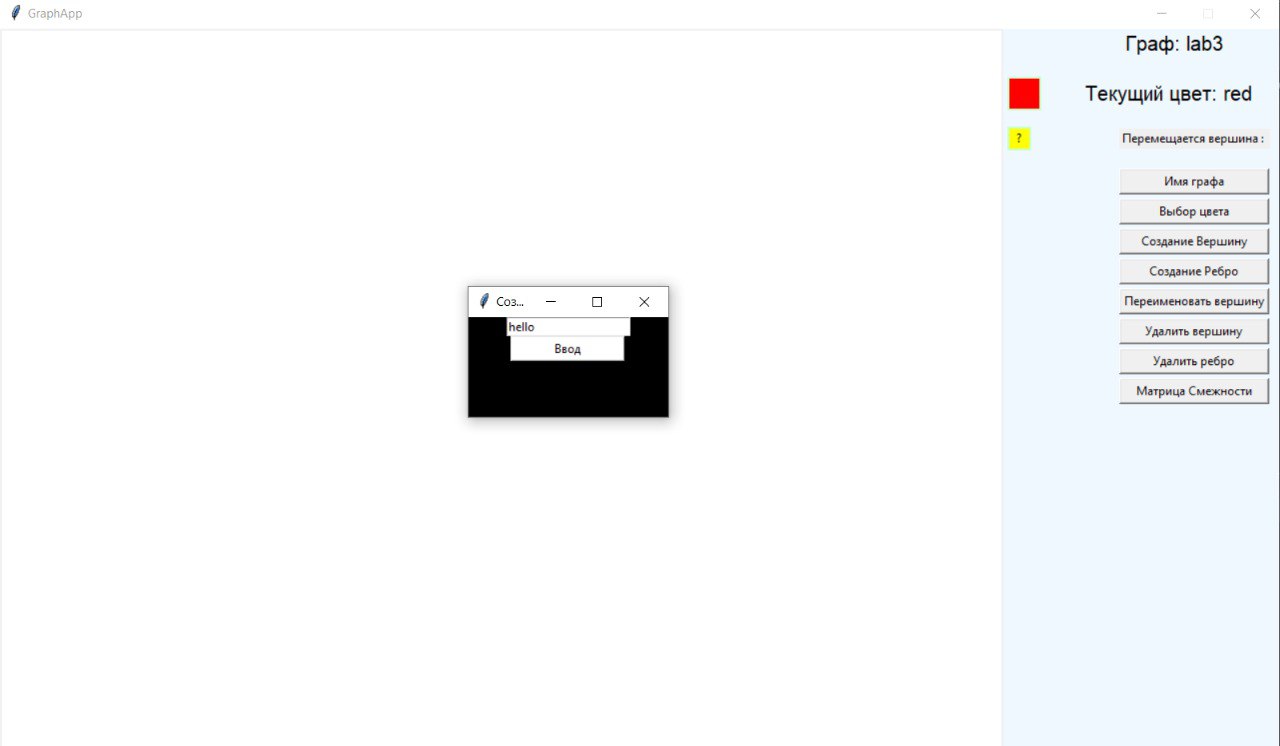 GraphApp
Граф: lab3
Текущий цвет: red
?
Перемещается вершина :
Имя графа
Выбор цвета
Создание Вершину
Создание Ребро
Переименовать вершину
Удалить вершину
Удалить ребро
Матрица Смежности
Соз...
hello
Ввод